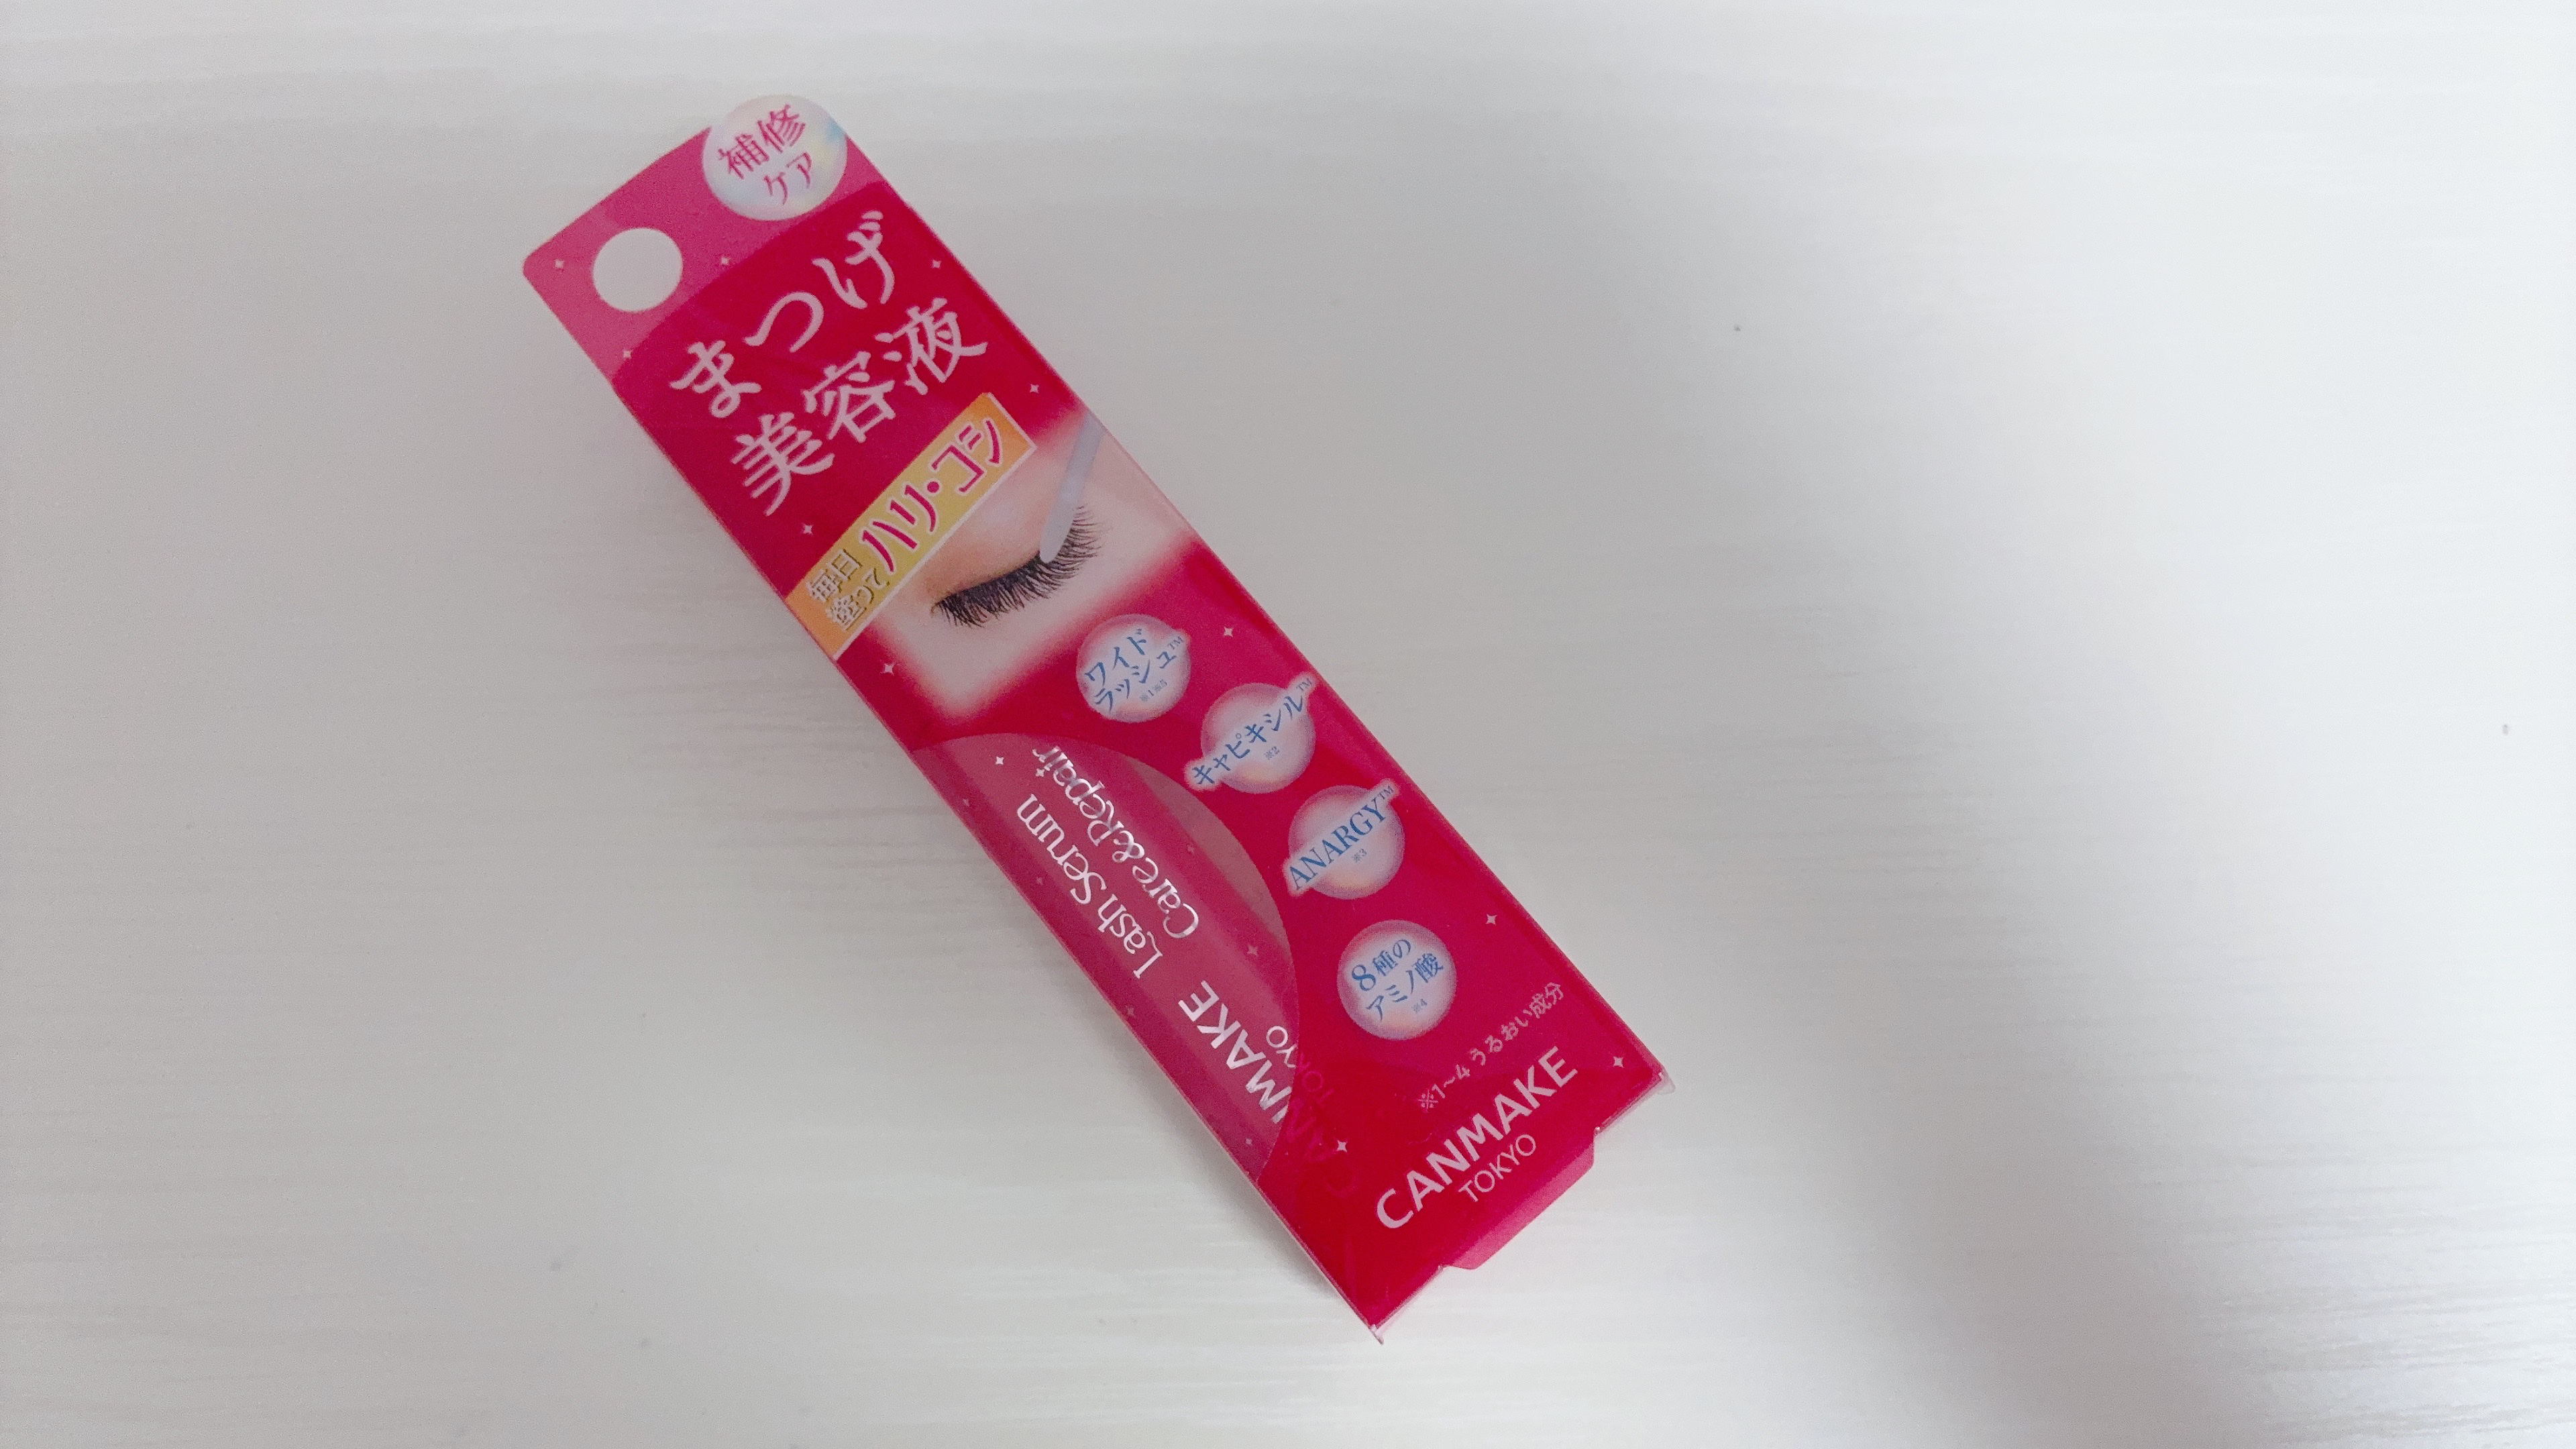 補修
ケア
まつげ
美容液
毎日
塗って
ハリ・コシ
ワイド
ラッシュ™
※1※5
キャピキシル™
※2
ANARGY™
※3
8種の
アミノ酸
※4
※1~4 うるおい成分
CANMAKE
TOKYO
Lash Serum
Care&Repair
NMAKE